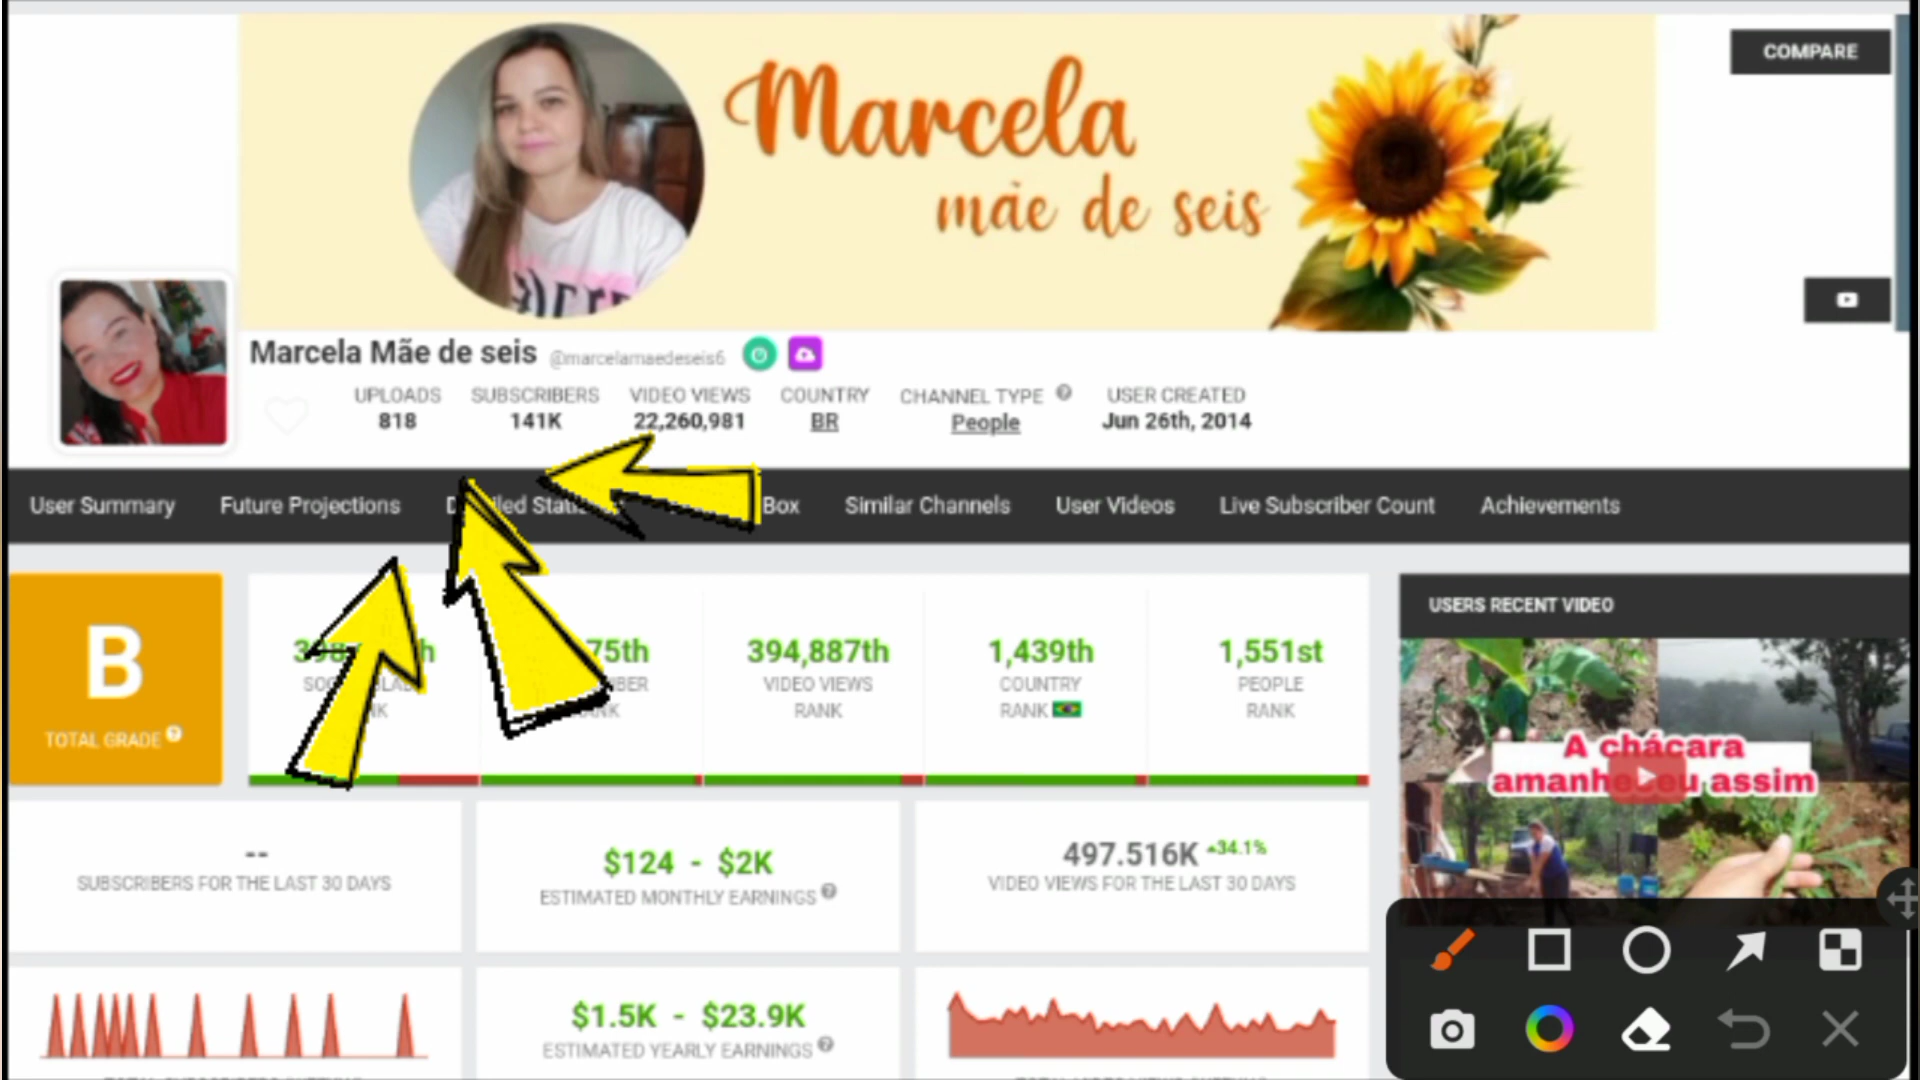 Marcela
mãe de seis
COMPARE
Marcela Mãe de seis @marcelamaedeseis6
UPLOADS SUBSCRIBERS VIDEO VIEWS COUNTRY CHANNEL TYPE USER CREATED
818 141K 22,260,981 BR People Jun 26th, 2014
User Summary Future Projections Box Similar Channels User Videos Live Subscriber Count Achievements
B
TOTAL GRADE
75th 394,887th 1,439th 1,551st
VIDEO VIEWS COUNTRY PEOPLE
RANK RANK RANK
USERS RECENT VIDEO
A chácara
amanheceu assim
--
SUBSCRIBERS FOR THE LAST 30 DAYS
$124 - $2K
ESTIMATED MONTHLY EARNINGS
497.516K 34.1%
VIDEO VIEWS FOR THE LAST 30 DAYS
$1.5K - $23.9K
ESTIMATED YEARLY EARNINGS